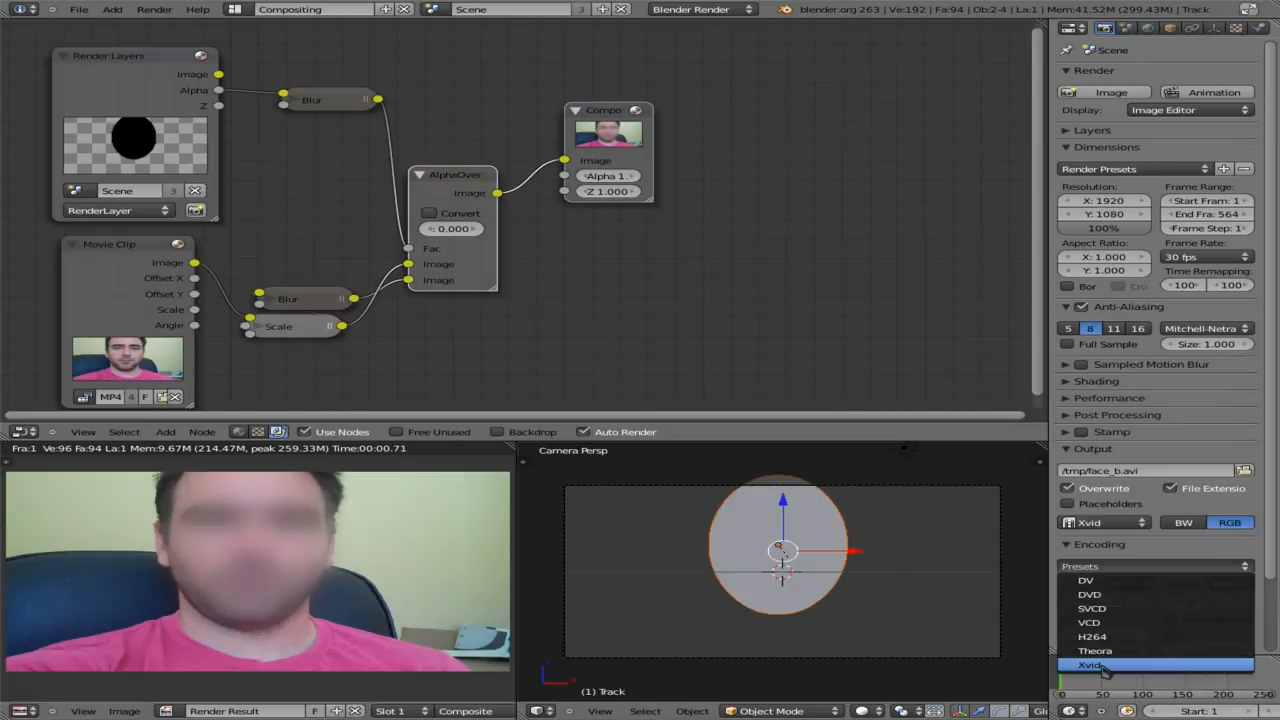 File Add Render Help Compositing Scene 3 Blender Render blender.org 263 | Ve:192 | Fa:94 | Ob:2-4 | La:1 | Mem:41.52M (299.43M) | Track
Render Layers
Image
Alpha
Z
Scene 3
RenderLayer
Blur
Movie Clip
Image
Offset X
Offset Y
Scale
Angle
MP4 4 F
Blur
Scale
AlphaOver
Image
Convert
: 0.000
Fac
Image
Image
Compo
Image
Alpha 1.
Z 1.000
View Select Add Node Use Nodes Free Unused Backdrop Auto Render
Fra:1 Ve:96 Fa:94 La:1 Mem:9.67M (214.47M, peak 259.33M) Time:00:00.71
View Image Render Result F Slot 1 Composite
Camera Persp
(1) Track
View Select Object Object Mode Glo
Scene
Render
Image Animation
Display: Image Editor
Layers
Dimensions
Render Presets
Resolution: Frame Range:
X: 1920 Start Fram: 1
Y: 1080 End Fra: 564
100% Frame Step: 1
Aspect Ratio: Frame Rate:
X: 1.000 30 fps
Y: 1.000 Time Remapping:
Bor Cro 100 100
Anti-Aliasing
5 8 11 16 Mitchell-Netra
Full Sample Size: 1.000
Sampled Motion Blur
Shading
Performance
Post Processing
Stamp
Output
/tmp/face_b.avi
Overwrite File Extensio
Placeholders
Xvid BW RGB
Encoding
Presets
DV
DVD
SVCD
VCD
H264
Theora
Xvid
0 50 100 150 200 250
Start: 1